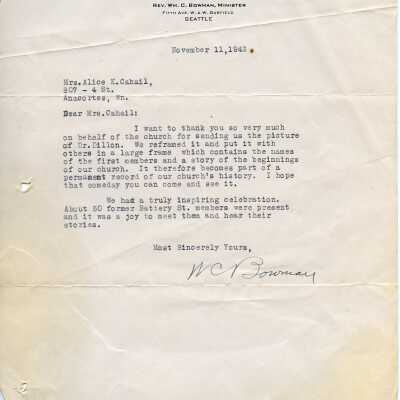 Rev. Wm. C. Bowman, Minister
Fifth Ave. W. & W. Garfield
SEATTLE
November 11, 1942.
Mrs. Alice K. Cahail,
807 - 4 St.
Anacortes, Wn.
Dear Mrs. Cahail:
I want to thank you so very much
on behalf of the church for sending us the picture
of Dr. Dillon. We reframed it and put it with
others in a large frame which contains the names
of the first members and a story of the beginnings
of our church. It therefore becomes part of a
permanent record of our church's history. I hope
that someday you can come and see it.
We had a truly inspiring celebration.
About 50 former Battery St. members were present
and it was a joy to meet them and hear their
stories.
Most Sincerely Yours,
W C Bowman